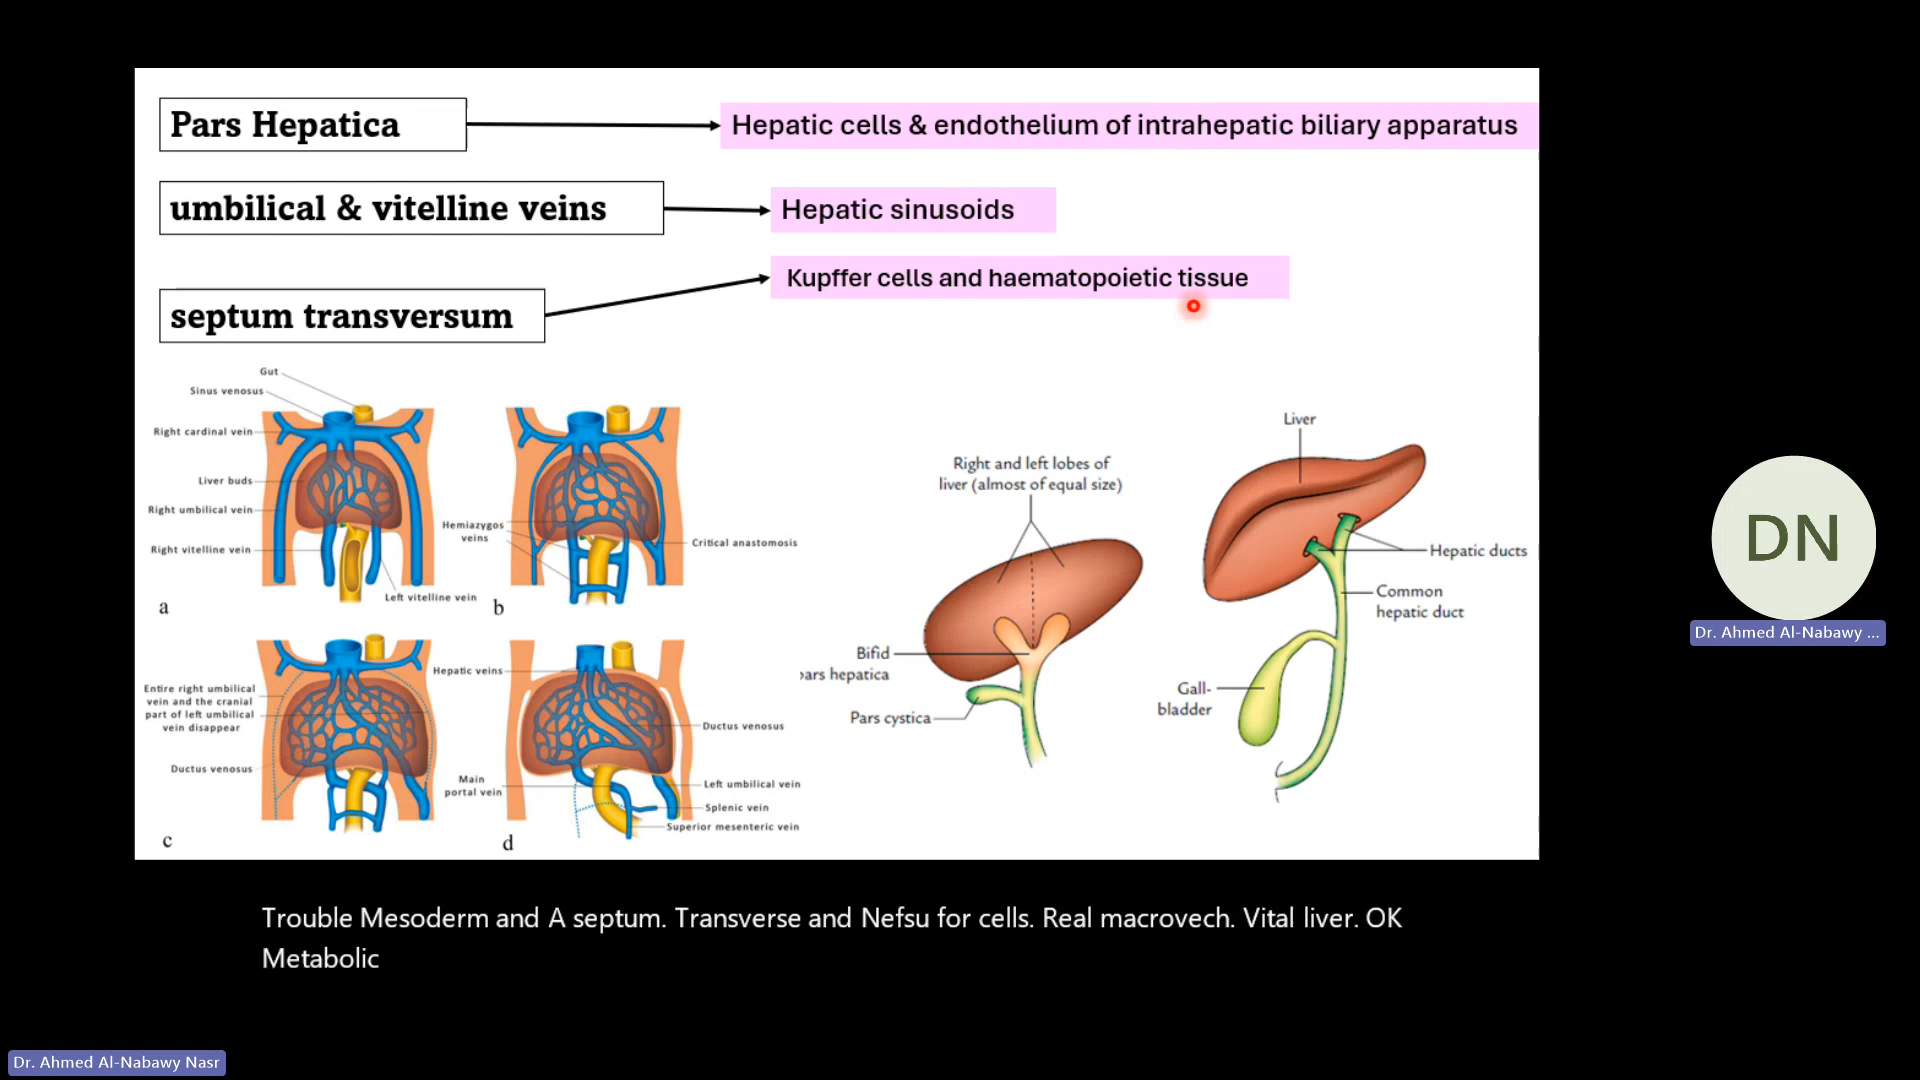 Pars Hepatica
Hepatic cells & endothelium of intrahepatic biliary apparatus
umbilical & vitelline veins
Hepatic sinusoids
Kupffer cells and haematopoietic tissue
septum transversum
Gut
Sinus venosus
Right cardinal vein
Liver buds
Right umbilical vein
Right vitelline vein
Left vitelline vein
a
Hemiazygos
veins
Critical anastomosis
b
Entire right umbilical
vein and the cranial
part of left umbilical
vein disappear
Ductus venosus
c
Hepatic veins
Ductus venosus
Main
portal vein
Left umbilical vein
Splenic vein
Superior mesenteric vein
d
Right and left lobes of
liver (almost of equal size)
Bifid
pars hepatica
Pars cystica
Liver
Hepatic ducts
Common
hepatic duct
Gall-
bladder
DN
Dr. Ahmed Al-Nabawy ...
Trouble Mesoderm and A septum. Transverse and Nefsu for cells. Real macrovech. Vital liver. OK
Metabolic
Dr. Ahmed Al-Nabawy Nasr